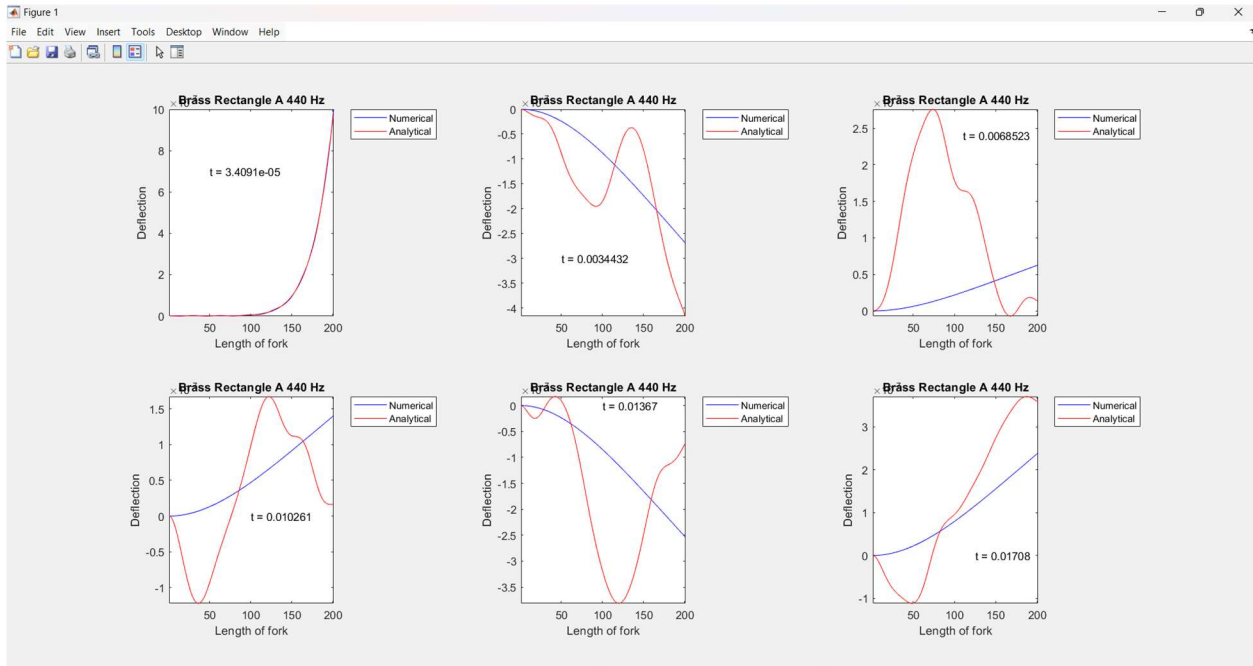 Figure 1
File Edit View Insert Tools Desktop Window Help
Brass Rectangle A 440 Hz
Numerical
Analytical
t = 3.4091e-05
Deflection
10
8
6
4
2
0
50 100 150 200
Length of fork
Brass Rectangle A 440 Hz
Numerical
Analytical
t = 0.0034432
Deflection
0
-0.5
-1
-1.5
-2
-2.5
-3
-3.5
-4
50 100 150 200
Length of fork
Brass Rectangle A 440 Hz
Numerical
Analytical
t = 0.0068523
Deflection
2.5
2
1.5
1
0.5
0
50 100 150 200
Length of fork
Brass Rectangle A 440 Hz
Numerical
Analytical
t = 0.010261
Deflection
1.5
1
0.5
0
-0.5
-1
50 100 150 200
Length of fork
Brass Rectangle A 440 Hz
Numerical
Analytical
t = 0.01367
Deflection
0
-0.5
-1
-1.5
-2
-2.5
-3
-3.5
50 100 150 200
Length of fork
Brass Rectangle A 440 Hz
Numerical
Analytical
t = 0.01708
Deflection
3
2
1
0
-1
50 100 150 200
Length of fork